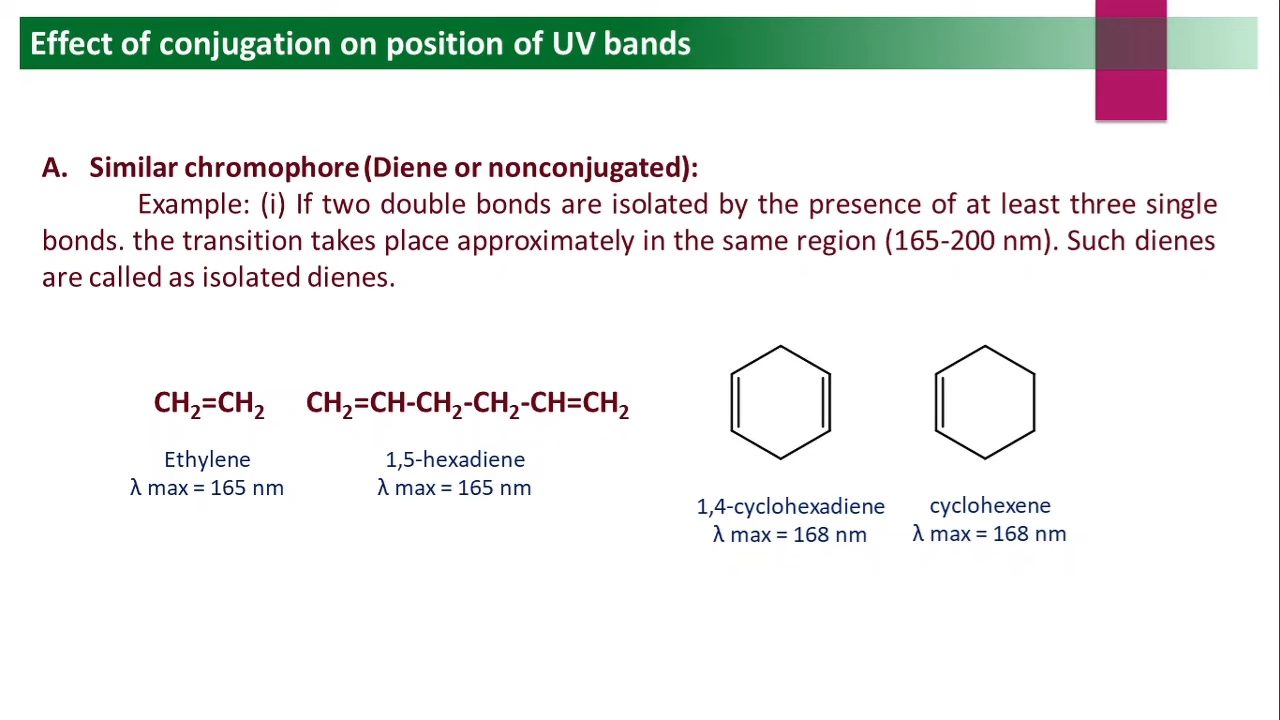 Effect of conjugation on position of UV bands
A. Similar chromophore (Diene or nonconjugated):
Example: (i) If two double bonds are isolated by the presence of at least three single
bonds. the transition takes place approximately in the same region (165-200 nm). Such dienes
are called as isolated dienes.
CH₂=CH₂ CH₂=CH-CH₂-CH₂-CH=CH₂
Ethylene
λ max = 165 nm
1,5-hexadiene
λ max = 165 nm
1,4-cyclohexadiene
λ max = 168 nm
cyclohexene
λ max = 168 nm